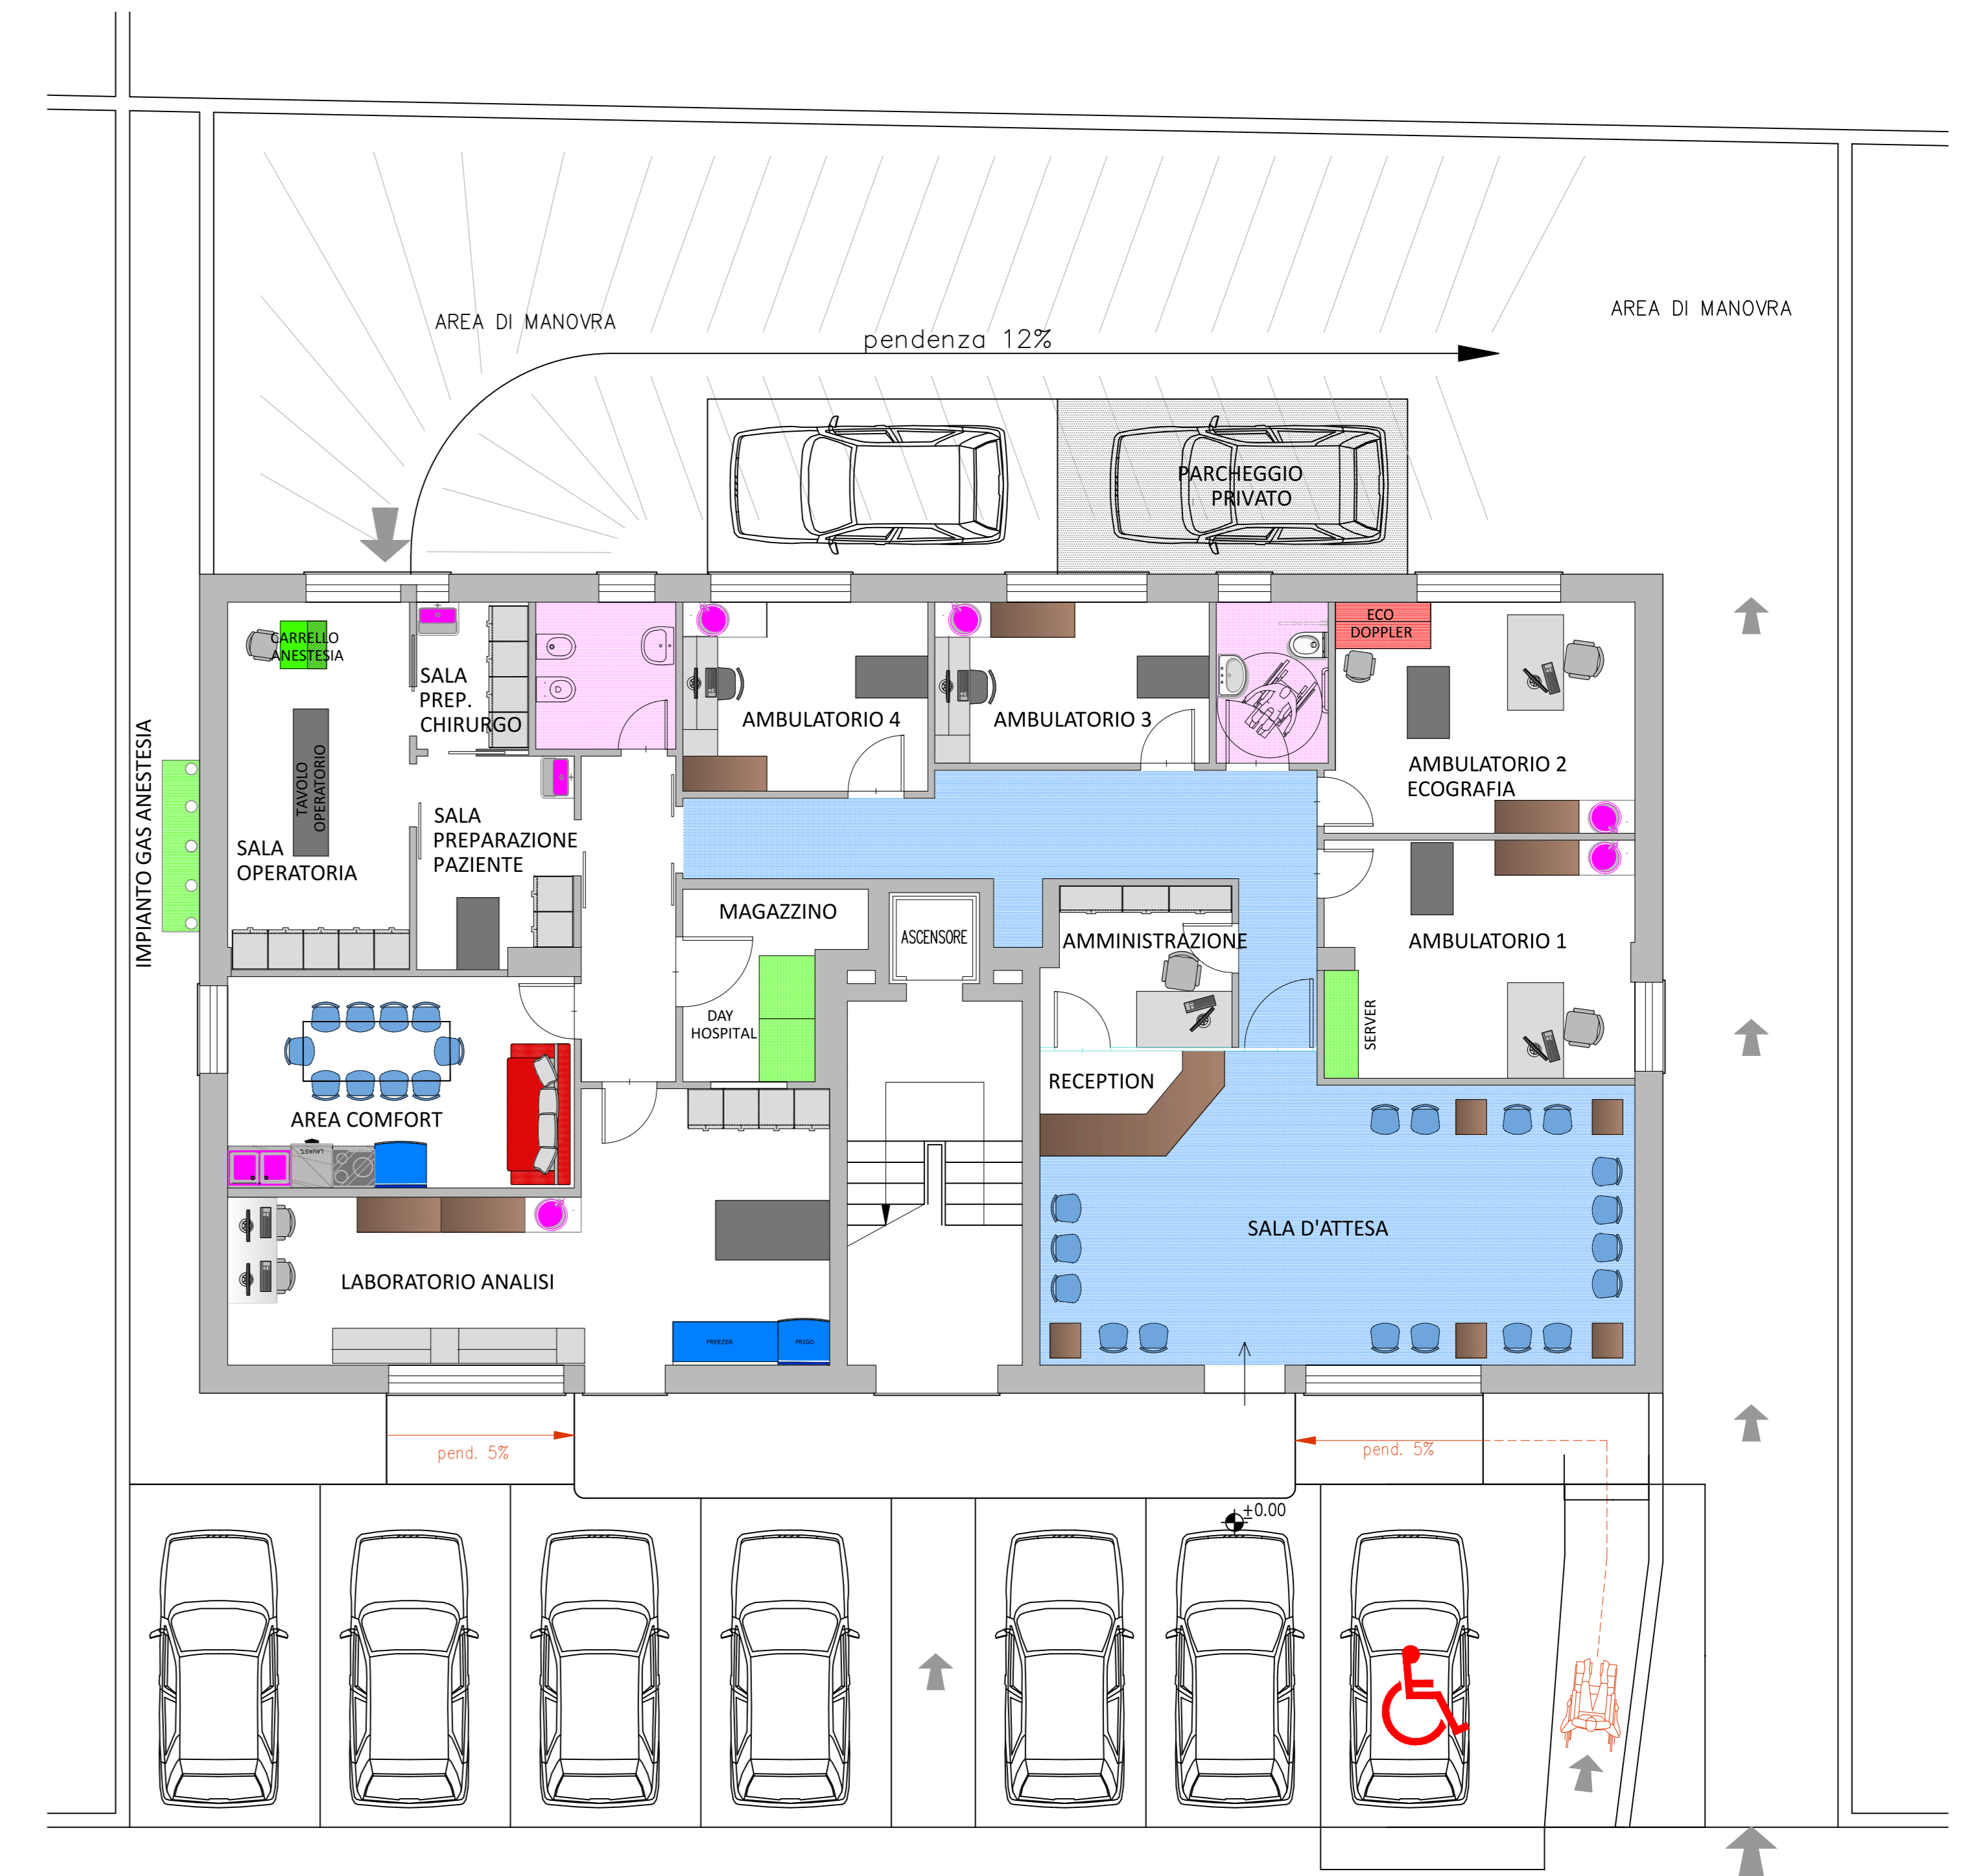 AREA DI MANOVRA
AREA DI MANOVRA
pendenza 12%
PARCHEGGIO
PRIVATO
CARRELLO
ANESTESIA
SALA
PREP.
CHIRURGO
AMBULATORIO 4
AMBULATORIO 3
ECO
DOPPLER
AMBULATORIO 2
ECOGRAFIA
IMPIANTO GAS ANESTESIA
TAVOLO
OPERATORIO
SALA
OPERATORIA
SALA
PREPARAZIONE
PAZIENTE
MAGAZZINO
ASCENSORE
AMMINISTRAZIONE
AMBULATORIO 1
DAY
HOSPITAL
SERVER
RECEPTION
AREA COMFORT
LAVAST.
SALA D'ATTESA
LABORATORIO ANALISI
FREEZER
FRIGO
pend. 5%
pend. 5%
±0.00